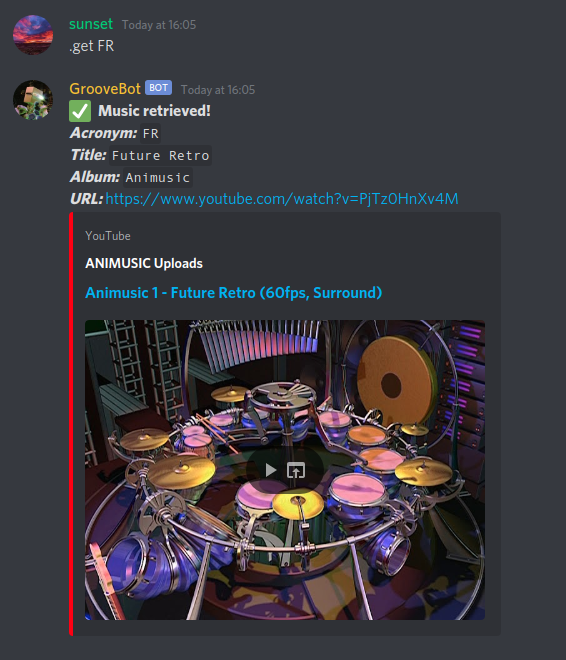 sunset Today at 16:05
.get FR
GrooveBot BOT Today at 16:05
Music retrieved!
Acronym: FR
Title: Future Retro
Album: Animusic
URL: https://www.youtube.com/watch?v=PjTz0HnXv4M
YouTube
ANIMUSIC Uploads
Animusic 1 - Future Retro (60fps, Surround)